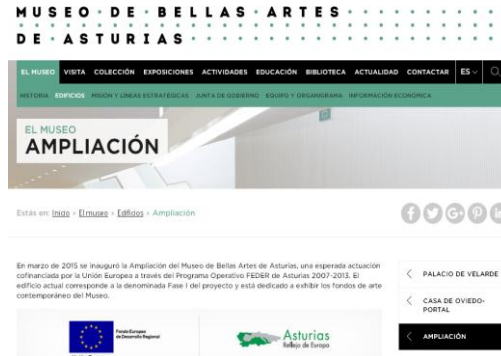 MUSEO · DE · BELLAS · ARTES
DE · ASTURIAS
EL MUSEO VISITA COLECCIÓN EXPOSICIONES ACTIVIDADES EDUCACIÓN BIBLIOTECA ACTUALIDAD CONTACTAR ES
HISTORIA EDIFICIOS MISIÓN Y LÍNEAS ESTRATÉGICAS JUNTA DE GOBIERNO EQUIPO Y ORGANIGRAMA INFORMACIÓN ECONÓMICA
EL MUSEO
AMPLIACIÓN
Estás en: Inicio > El museo > Edificios > Ampliación
En marzo de 2015 se inauguró la Ampliación del Museo de Bellas Artes de Asturias, una esperada actuación
cofinanciada por la Unión Europea a través del Programa Operativo FEDER de Asturias 2007-2013. El
edificio actual corresponde a la denominada Fase I del proyecto y está dedicado a exhibir los fondos de arte
contemporáneo del Museo.
PALACIO DE VELARDE
CASA DE OVIEDO-
PORTAL
AMPLIACIÓN
Fondo Europeo
de Desarrollo Regional
Asturias
Reflejo de Europa